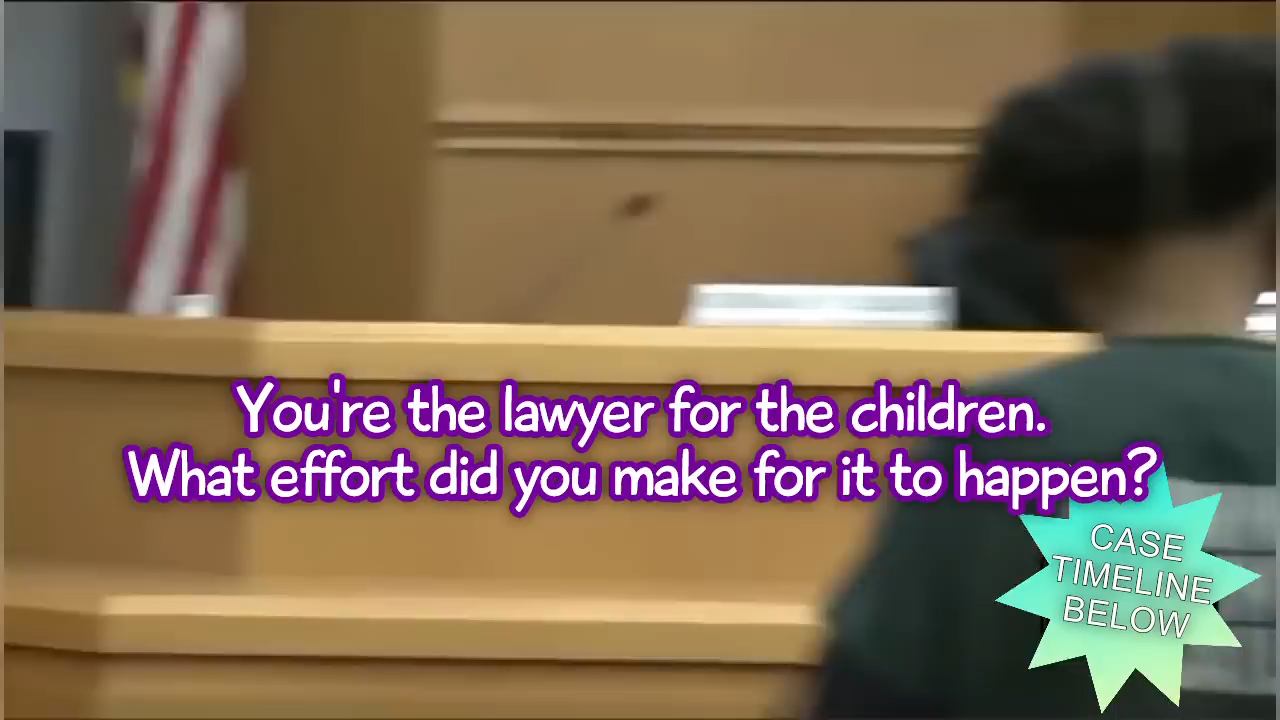 You're the lawyer for the children.
What effort did you make for it to happen?
CASE
TIMELINE
BELOW